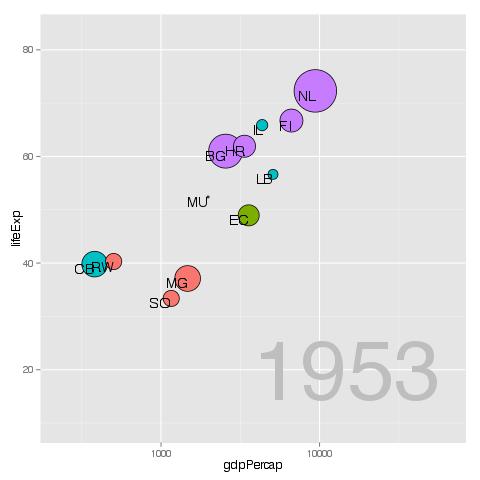 80
60
40
20
lifeExp
NL
IL
FI
BG
HR
LB
MU
EC
RW
MG
SO
1953
1000
10000
gdpPercap